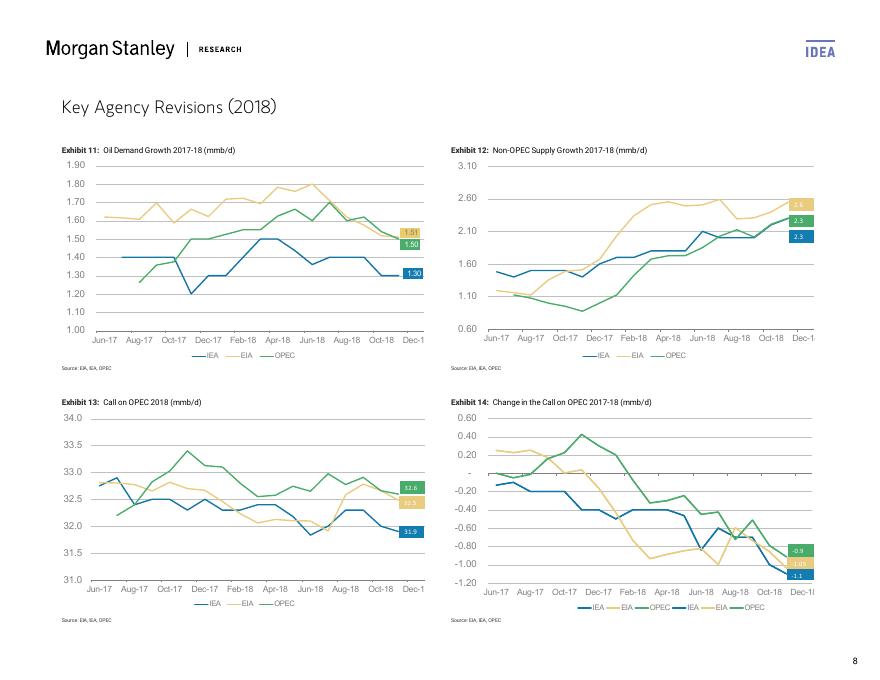 Morgan Stanley | RESEARCH
IDEA
Key Agency Revisions (2018)
Exhibit 11: Oil Demand Growth 2017-18 (mmb/d)
1.90
1.80
1.70
1.60
1.50
1.40
1.30
1.20
1.10
1.00
1.51
1.50
1.30
Jun-17 Aug-17 Oct-17 Dec-17 Feb-18 Apr-18 Jun-18 Aug-18 Oct-18 Dec-1
IEA EIA OPEC
Source: EIA, IEA, OPEC
Exhibit 12: Non-OPEC Supply Growth 2017-18 (mmb/d)
3.10
2.60
2.10
1.60
1.10
0.60
2.6
2.3
2.3
Jun-17 Aug-17 Oct-17 Dec-17 Feb-18 Apr-18 Jun-18 Aug-18 Oct-18 Dec-1
IEA EIA OPEC
Source: EIA, IEA, OPEC
Exhibit 13: Call on OPEC 2018 (mmb/d)
34.0
33.5
33.0
32.5
32.0
31.5
31.0
32.6
32.5
31.9
Jun-17 Aug-17 Oct-17 Dec-17 Feb-18 Apr-18 Jun-18 Aug-18 Oct-18 Dec-1
IEA EIA OPEC
Source: EIA, IEA, OPEC
Exhibit 14: Change in the Call on OPEC 2017-18 (mmb/d)
0.60
0.40
0.20
-
-0.20
-0.40
-0.60
-0.80
-1.00
-1.20
-0.9
-1.05
-1.1
Jun-17 Aug-17 Oct-17 Dec-17 Feb-18 Apr-18 Jun-18 Aug-18 Oct-18 Dec-1
IEA EIA OPEC IEA EIA OPEC
Source: EIA, IEA, OPEC
8